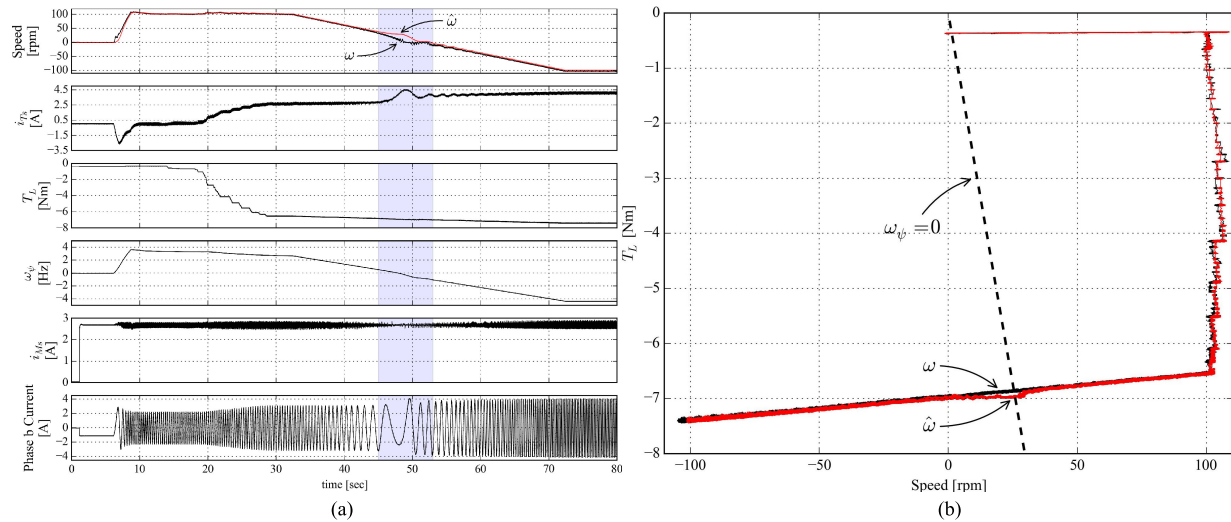 100
50
0
−50
−100
Speed
[rpm]
ω̂
ω
4.5
2.5
0.5
−1.5
−3.5
i_Ts
[A]
0
−2
−4
−6
−8
T_L
[Nm]
4
2
0
−2
−4
ω_ψ
[Hz]
3
2
1
0
i_Ms
[A]
4
2
0
−2
−4
Phase b Current
[A]
0 10 20 30 40 50 60 70 80
time [sec]
(a)
0
−1
−2
−3
−4
−5
−6
−7
−8
T_L [Nm]
ω_ψ=0
ω
ω̂
−100 −50 0 50 100
Speed [rpm]
(b)